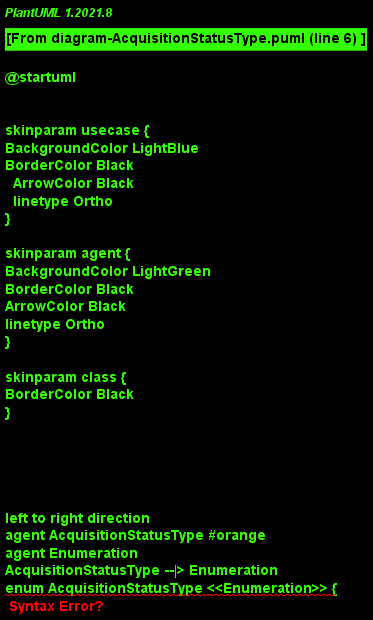 PlantUML 1.2021.8
[From diagram-AcquisitionStatusType.puml (line 6) ]
@startuml
skinparam usecase {
BackgroundColor LightBlue
BorderColor Black
ArrowColor Black
linetype Ortho
}
skinparam agent {
BackgroundColor LightGreen
BorderColor Black
ArrowColor Black
linetype Ortho
}
skinparam class {
BorderColor Black
}
left to right direction
agent AcquisitionStatusType #orange
agent Enumeration
AcquisitionStatusType --|> Enumeration
enum AcquisitionStatusType <<Enumeration>> {
Syntax Error?